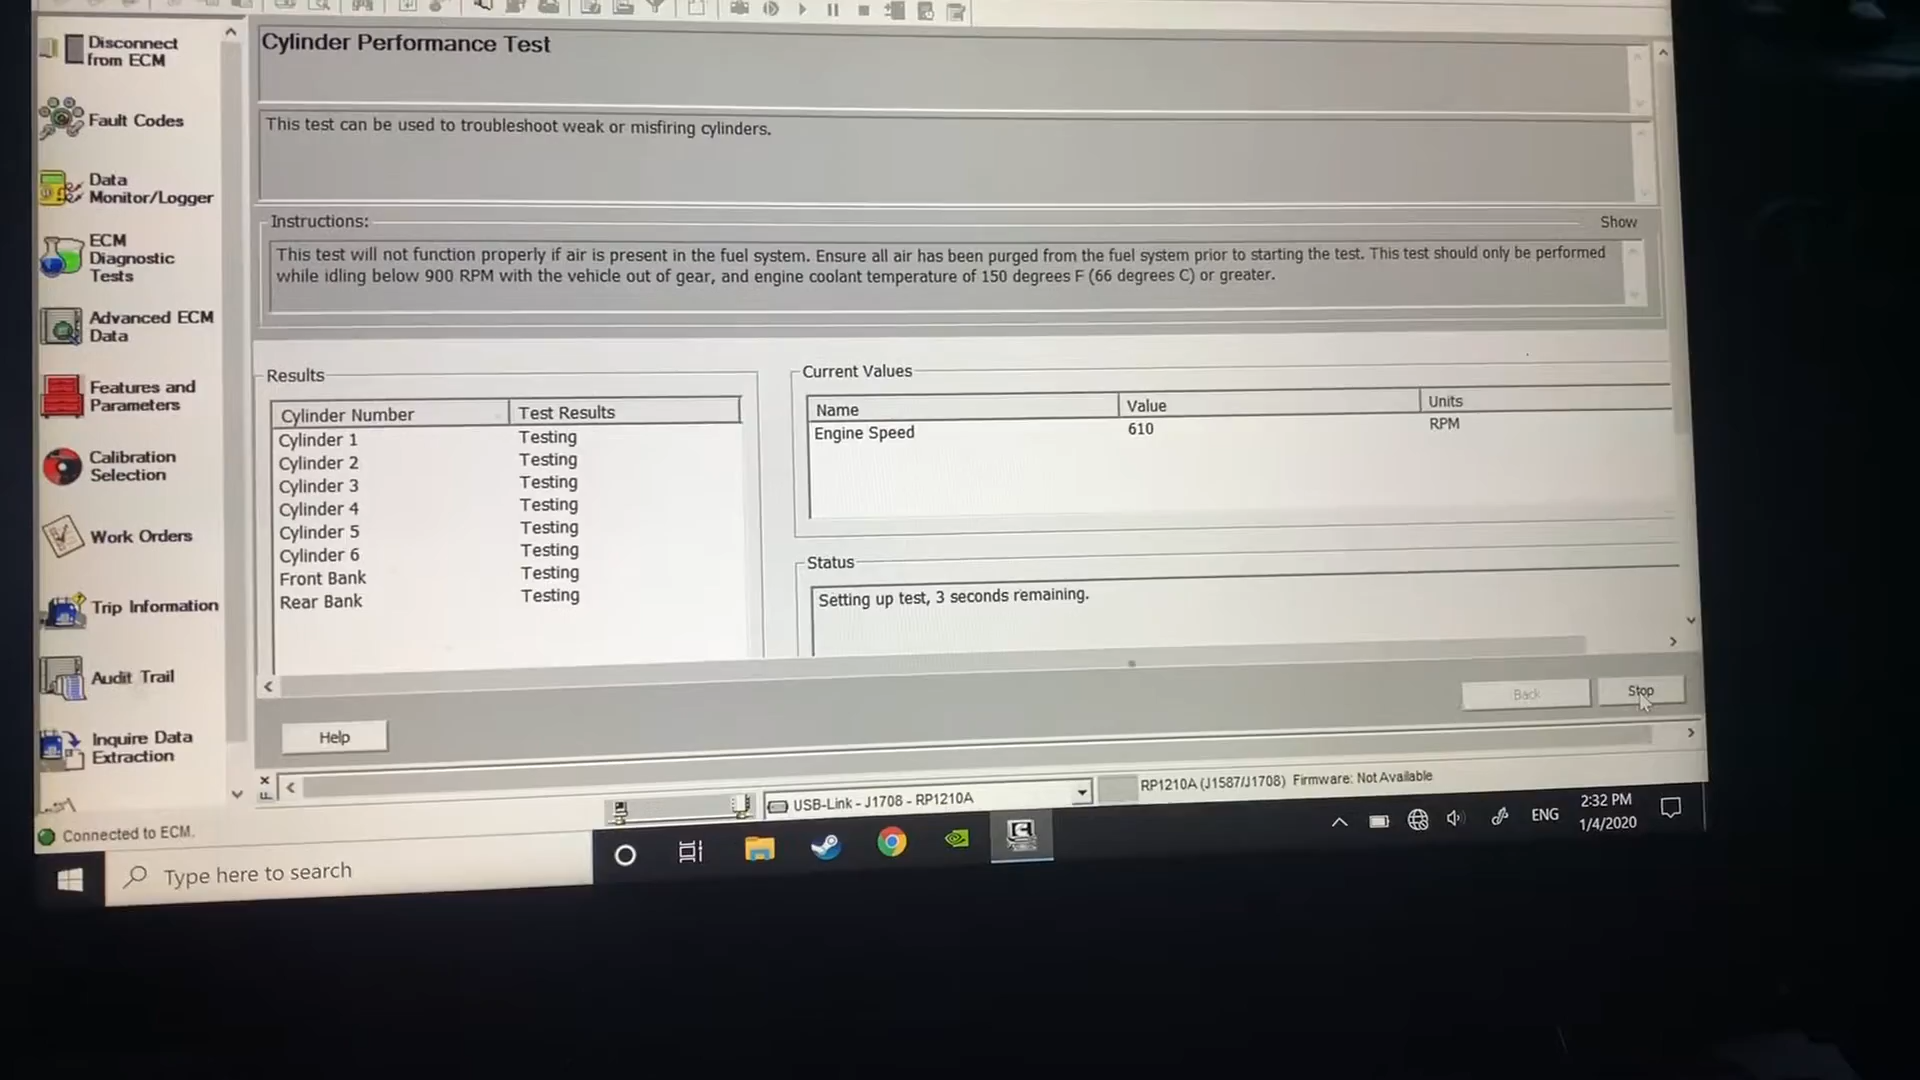 Disconnect
from ECM
Fault Codes
Data
Monitor/Logger
ECM
Diagnostic
Tests
Advanced ECM
Data
Features and
Parameters
Calibration
Selection
Work Orders
Trip Information
Audit Trail
Inquire Data
Extraction
Cylinder Performance Test
This test can be used to troubleshoot weak or misfiring cylinders.
Instructions:
Show
This test will not function properly if air is present in the fuel system. Ensure all air has been purged from the fuel system prior to starting the test. This test should only be performed
while idling below 900 RPM with the vehicle out of gear, and engine coolant temperature of 150 degrees F (66 degrees C) or greater.
Results
Cylinder Number Test Results
Cylinder 1 Testing
Cylinder 2 Testing
Cylinder 3 Testing
Cylinder 4 Testing
Cylinder 5 Testing
Cylinder 6 Testing
Front Bank Testing
Rear Bank Testing
Current Values
Name Value Units
Engine Speed 610 RPM
Status
Setting up test, 3 seconds remaining.
Back Stop
Help
USB-Link - J1708 - RP1210A
RP1210A (J1587/J1708) Firmware: Not Available
Connected to ECM.
Type here to search
ENG
2:32 PM
1/4/2020